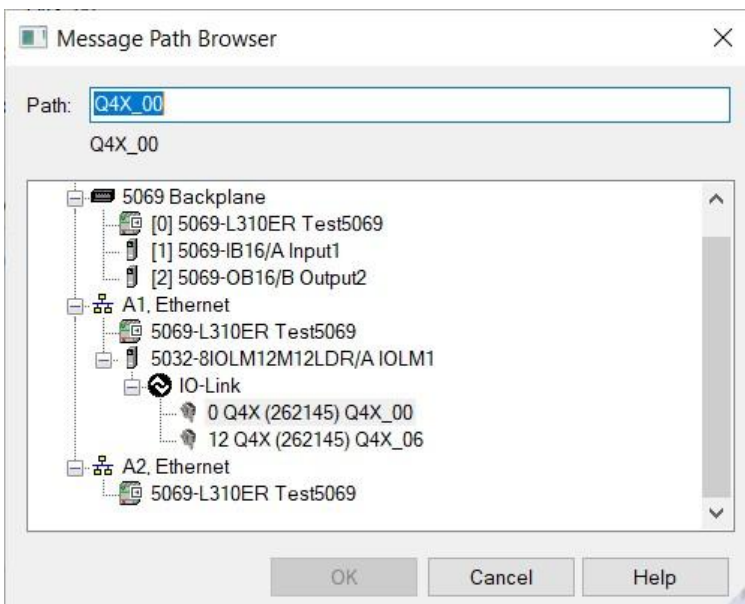 Message Path Browser
Path: Q4X_00
Q4X_00
5069 Backplane
[0] 5069-L310ER Test5069
[1] 5069-IB16/A Input1
[2] 5069-OB16/B Output2
A1, Ethernet
5069-L310ER Test5069
5032-8IOLM12M12LDR/A IOLM1
IO-Link
0 Q4X (262145) Q4X_00
12 Q4X (262145) Q4X_06
A2, Ethernet
5069-L310ER Test5069
OK Cancel Help